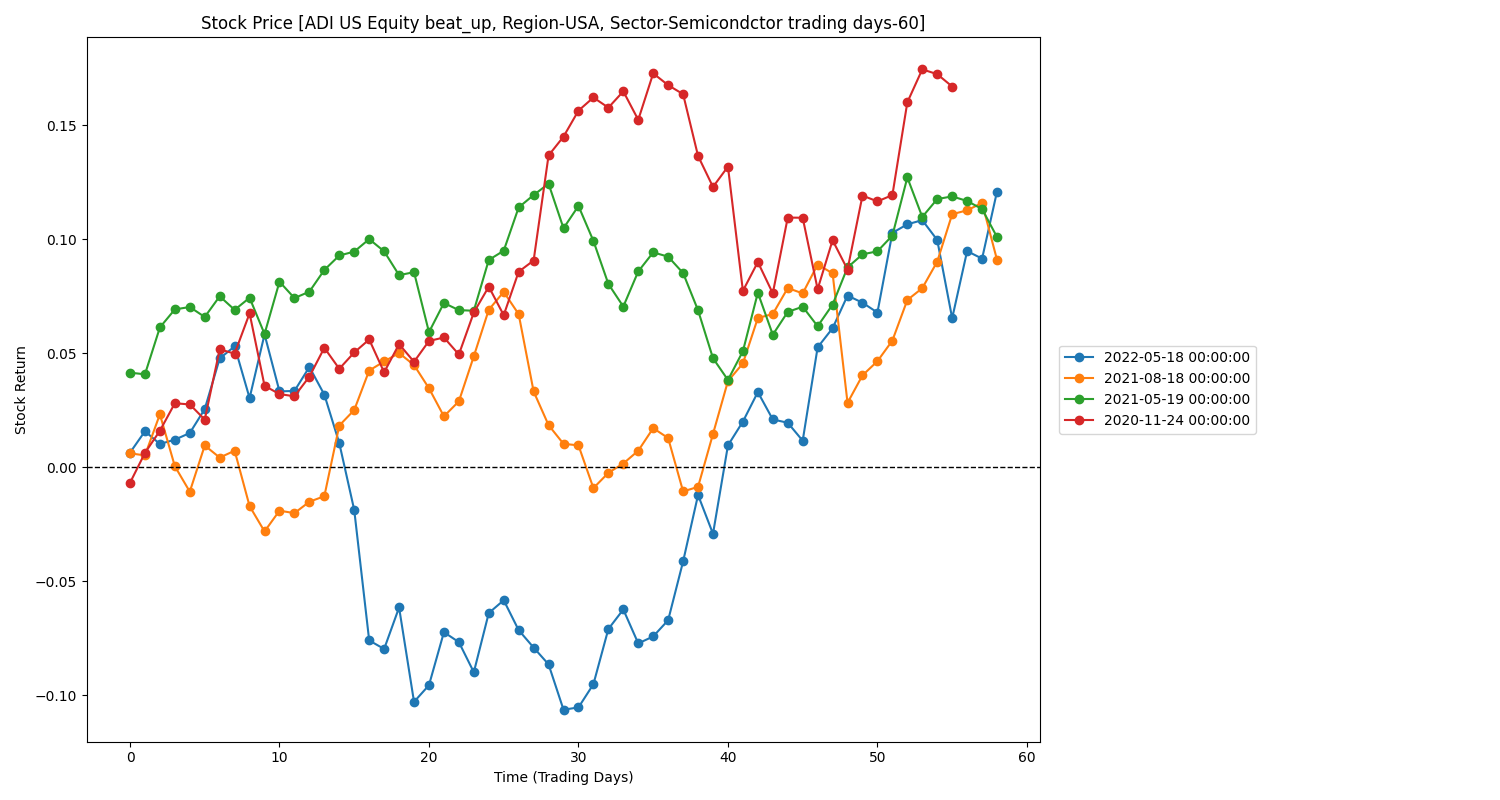 Stock Price [ADI US Equity beat_up, Region-USA, Sector-Semicondctor trading days-60]
Stock Return
0.15
0.10
0.05
0.00
−0.05
−0.10
0 10 20 30 40 50 60
Time (Trading Days)
2022-05-18 00:00:00
2021-08-18 00:00:00
2021-05-19 00:00:00
2020-11-24 00:00:00